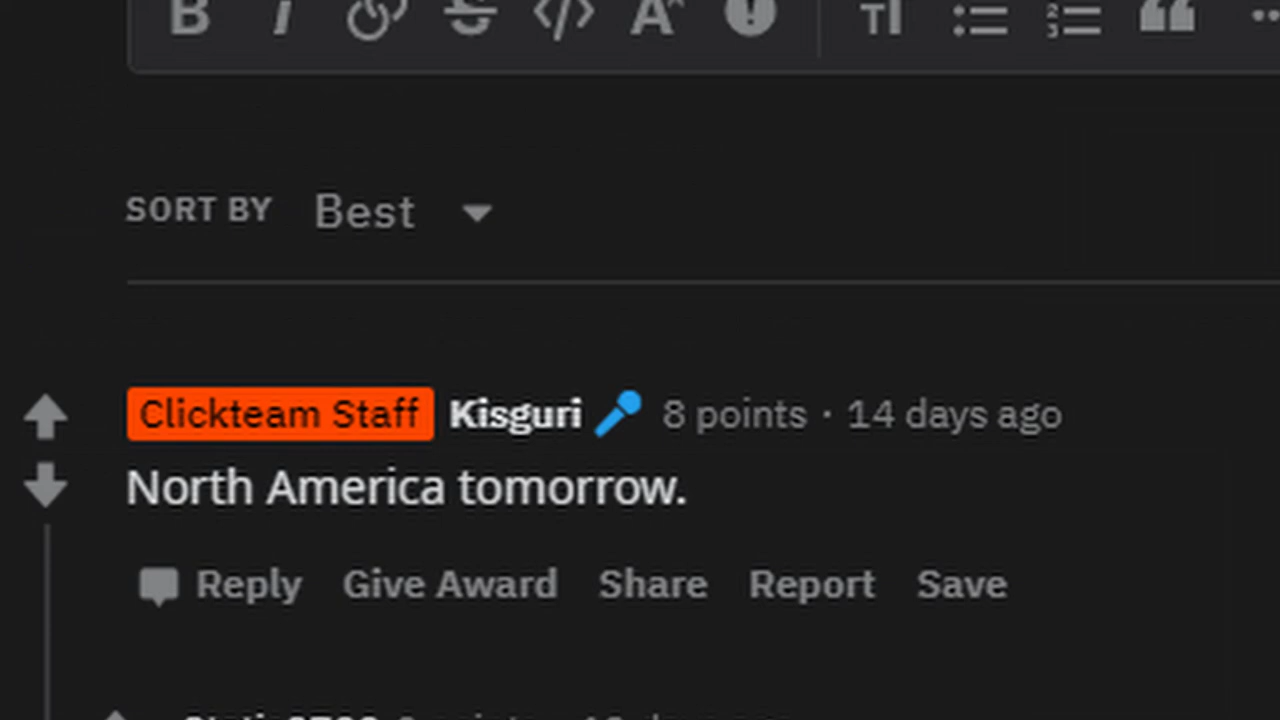 SORT BY Best
Clickteam Staff Kisguri 8 points · 14 days ago
North America tomorrow.
Reply Give Award Share Report Save